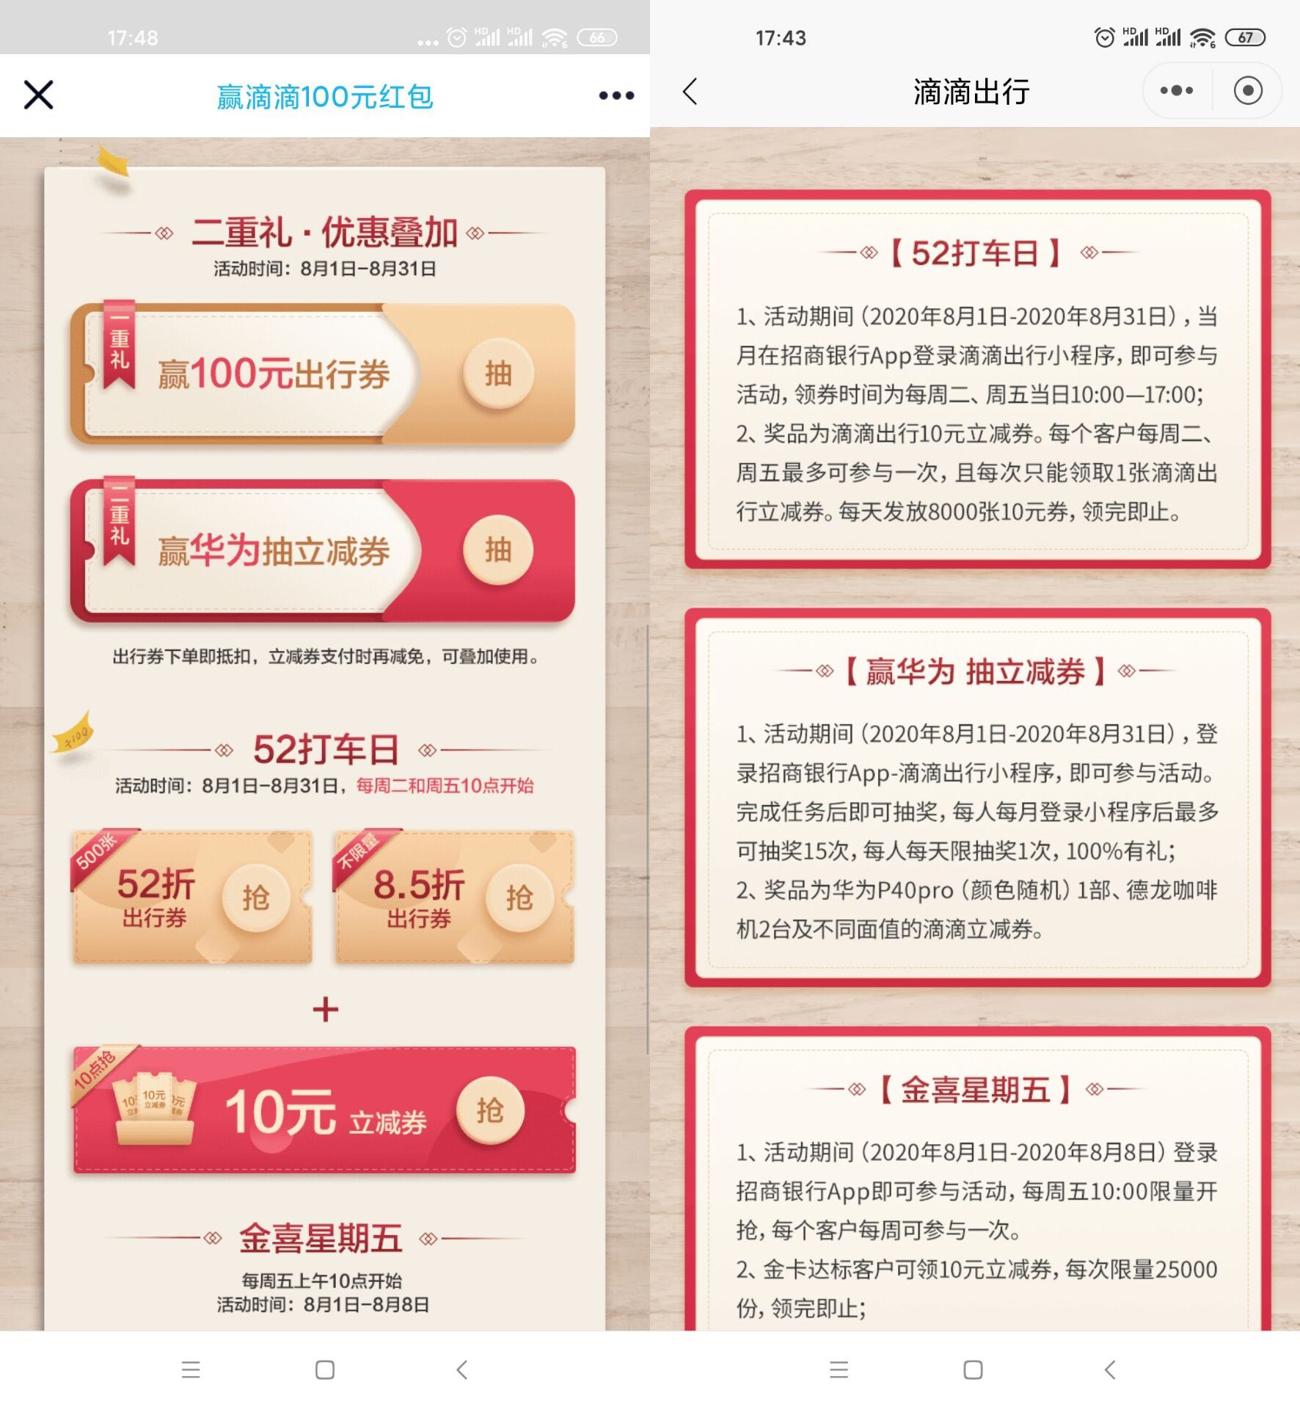 17:48
HD HD 6 66
赢滴滴100元红包
二重礼·优惠叠加
活动时间：8月1日-8月31日
一重礼
赢100元出行券
抽
二重礼
赢华为抽立减券
抽
出行券下单即抵扣，立减券支付时再减免，可叠加使用。
¥100
52打车日
活动时间：8月1日-8月31日，每周二和周五10点开始
500张
52折
出行券
抢
不限量
8.5折
出行券
抢
+
10点抢
10元
立减券
10元 立减券
抢
金喜星期五
每周五上午10点开始
活动时间：8月1日-8月8日
17:43
HD HD 6 67
滴滴出行
【52打车日】
1、活动期间（2020年8月1日-2020年8月31日），当
月在招商银行App登录滴滴出行小程序，即可参与
活动，领券时间为每周二、周五当日10:00—17:00；
2、奖品为滴滴出行10元立减券。每个客户每周二、
周五最多可参与一次，且每次只能领取1张滴滴出
行立减券。每天发放8000张10元券，领完即止。
【赢华为 抽立减券】
1、活动期间（2020年8月1日-2020年8月31日），登
录招商银行App-滴滴出行小程序，即可参与活动。
完成任务后即可抽奖，每人每月登录小程序后最多
可抽奖15次，每人每天限抽奖1次，100%有礼；
2、奖品为华为P40pro（颜色随机）1部、德龙咖啡
机2台及不同面值的滴滴立减券。
【金喜星期五】
1、活动期间（2020年8月1日-2020年8月8日）登录
招商银行App即可参与活动，每周五10:00限量开
抢，每个客户每周可参与一次。
2、金卡达标客户可领10元立减券，每次限量25000
份，领完即止；